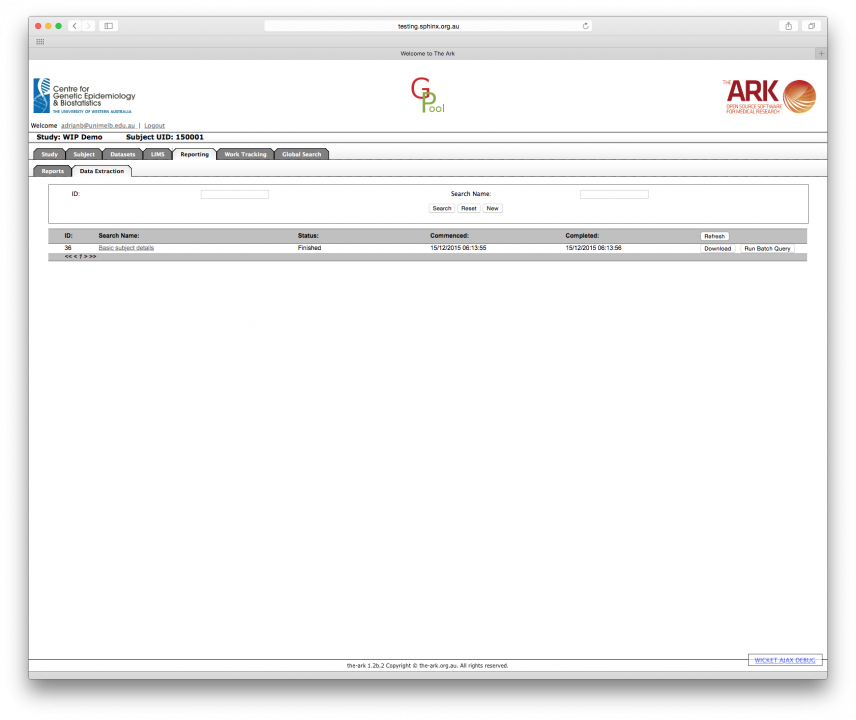 testing.sphinx.org.au
Welcome to The Ark
Centre for
Genetic Epidemiology
& Biostatistics
THE UNIVERSITY OF WESTERN AUSTRALIA
GPool
THE ARK
OPEN SOURCE SOFTWARE
FOR MEDICAL RESEARCH
Welcome adrianb@unimelb.edu.au | Logout
Study: WIP Demo Subject UID: 150001
Study Subject Datasets LIMS Reporting Work Tracking Global Search
Reports Data Extraction
ID: Search Name:
Search Reset New
ID: Search Name: Status: Commenced: Completed: Refresh
36 Basic subject details Finished 15/12/2015 06:13:55 15/12/2015 06:13:56 Download Run Batch Query
<< < 1 > >>
WICKET AJAX DEBUG
the-ark 1.2b.2 Copyright © the-ark.org.au. All rights reserved.